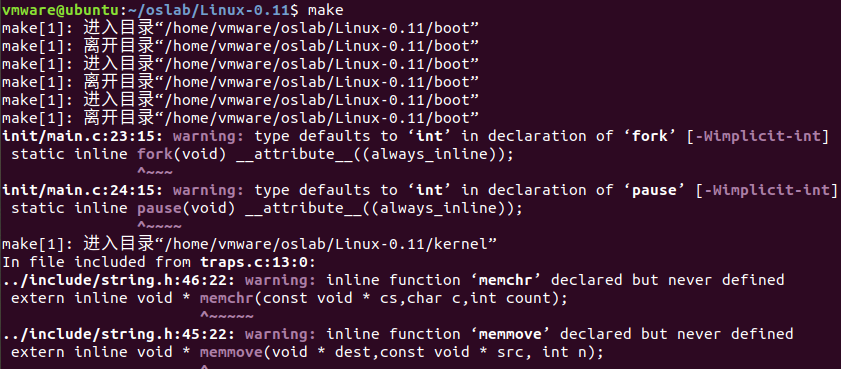 vmware@ubuntu:~/oslab/Linux-0.11$ make
make[1]: 进入目录“/home/vmware/oslab/Linux-0.11/boot”
make[1]: 离开目录“/home/vmware/oslab/Linux-0.11/boot”
make[1]: 进入目录“/home/vmware/oslab/Linux-0.11/boot”
make[1]: 离开目录“/home/vmware/oslab/Linux-0.11/boot”
make[1]: 进入目录“/home/vmware/oslab/Linux-0.11/boot”
make[1]: 离开目录“/home/vmware/oslab/Linux-0.11/boot”
init/main.c:23:15: warning: type defaults to ‘int’ in declaration of ‘fork’ [-Wimplicit-int]
 static inline fork(void) __attribute__((always_inline));
               ^~~~
init/main.c:24:15: warning: type defaults to ‘int’ in declaration of ‘pause’ [-Wimplicit-int]
 static inline pause(void) __attribute__((always_inline));
               ^~~~~
make[1]: 进入目录“/home/vmware/oslab/Linux-0.11/kernel”
In file included from traps.c:13:0:
../include/string.h:46:22: warning: inline function ‘memchr’ declared but never defined
 extern inline void * memchr(const void * cs,char c,int count);
                      ^~~~~~
../include/string.h:45:22: warning: inline function ‘memmove’ declared but never defined
 extern inline void * memmove(void * dest,const void * src, int n);
                      ^